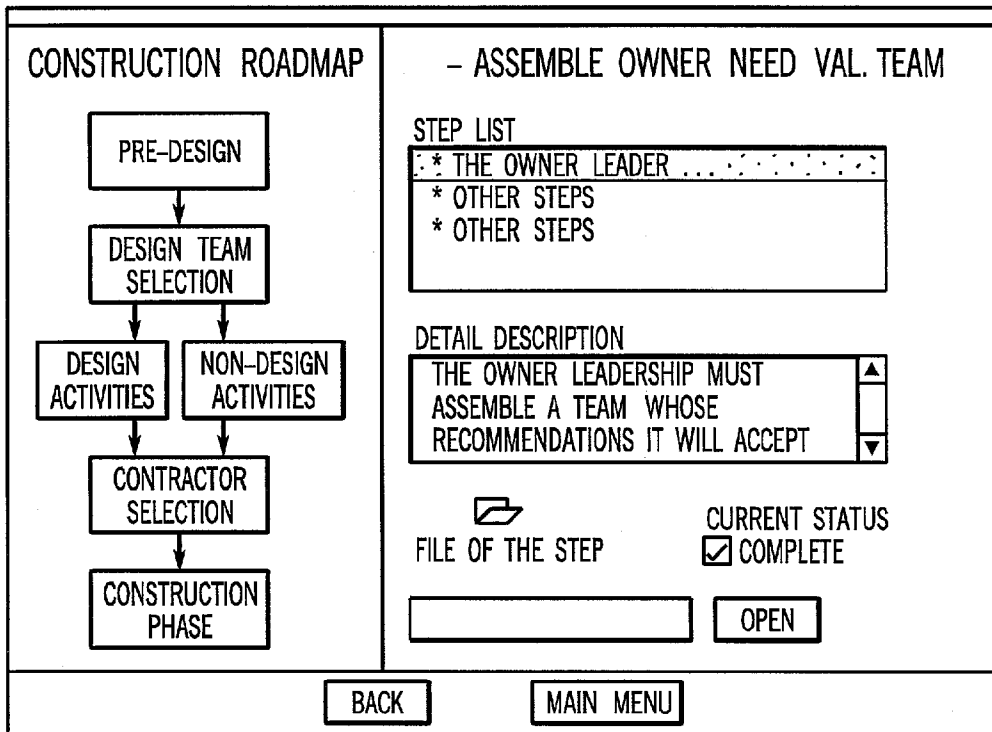 CONSTRUCTION ROADMAP
PRE-DESIGN
DESIGN TEAM
SELECTION
DESIGN
ACTIVITIES
NON-DESIGN
ACTIVITIES
CONTRACTOR
SELECTION
CONSTRUCTION
PHASE
- ASSEMBLE OWNER NEED VAL. TEAM
STEP LIST
* THE OWNER LEADER ...
* OTHER STEPS
* OTHER STEPS
DETAIL DESCRIPTION
THE OWNER LEADERSHIP MUST
ASSEMBLE A TEAM WHOSE
RECOMMENDATIONS IT WILL ACCEPT
FILE OF THE STEP
CURRENT STATUS
COMPLETE
OPEN
BACK
MAIN MENU